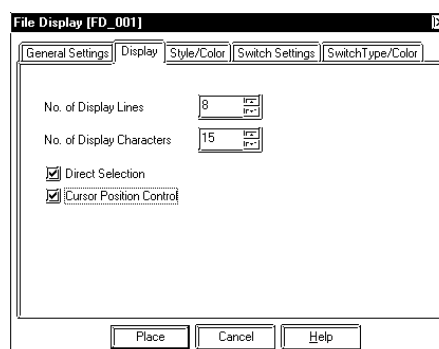 File Display [FD_001]
General Settings Display Style/Color Switch Settings SwitchType/Color
No. of Display Lines 8
No. of Display Characters 15
Direct Selection
Cursor Position Control
Place Cancel Help